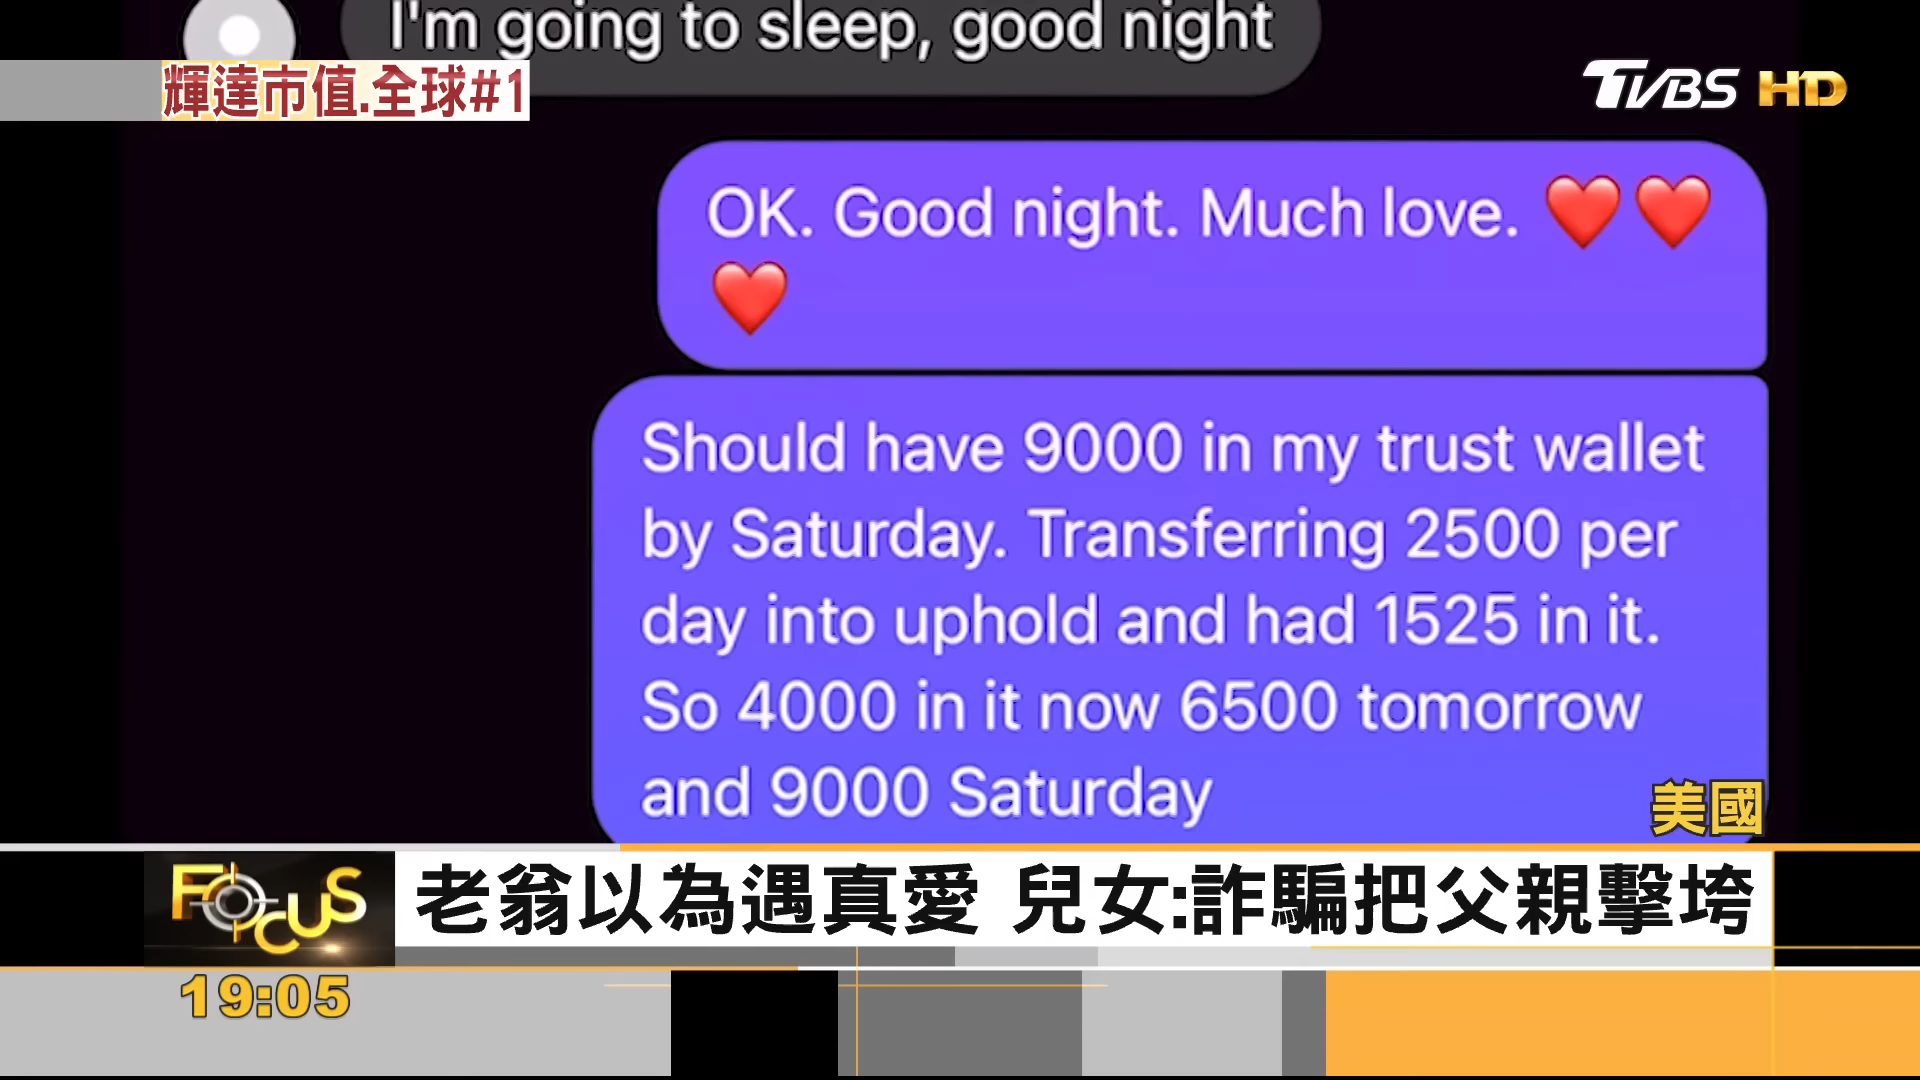 I'm going to sleep, good night
輝達市值.全球#1
TVBS HD
OK. Good night. Much love. ❤️❤️
❤️
Should have 9000 in my trust wallet
by Saturday. Transferring 2500 per
day into uphold and had 1525 in it.
So 4000 in it now 6500 tomorrow
and 9000 Saturday
美國
FOCUS
老翁以為遇真愛 兒女:詐騙把父親擊垮
19:05